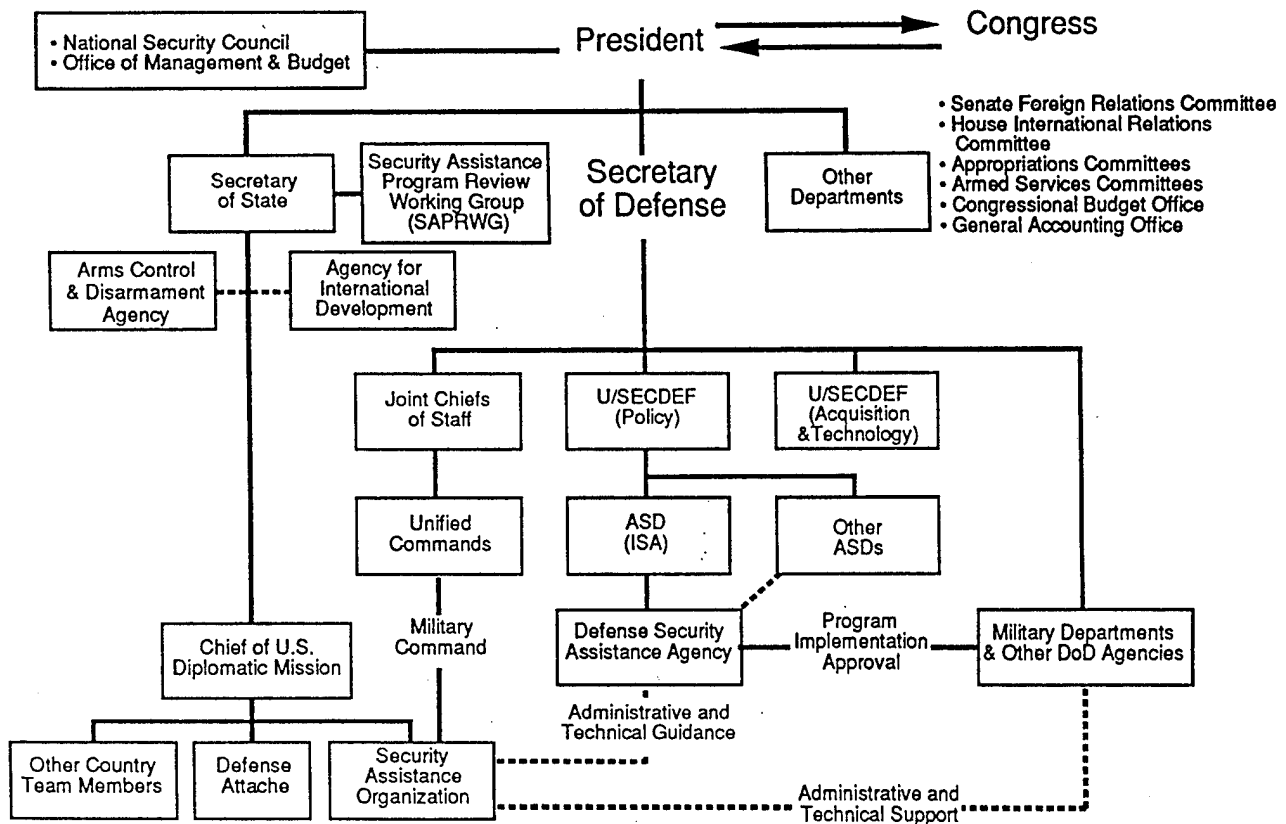 • National Security Council
• Office of Management & Budget
President
Congress
• Senate Foreign Relations Committee
• House International Relations
Committee
• Appropriations Committees
• Armed Services Committees
• Congressional Budget Office
• General Accounting Office
Secretary
of State
Security Assistance
Program Review
Working Group
(SAPRWG)
Secretary
of Defense
Other
Departments
Arms Control
& Disarmament
Agency
Agency for
International
Development
Joint Chiefs
of Staff
U/SECDEF
(Policy)
U/SECDEF
(Acquisition
&Technology)
Unified
Commands
ASD
(ISA)
Other
ASDs
Chief of U.S.
Diplomatic Mission
Military
Command
Defense Security
Assistance Agency
Program
Implementation
Approval
Military Departments
& Other DoD Agencies
Administrative and
Technical Guidance
Other Country
Team Members
Defense
Attache
Security
Assistance
Organization
Administrative and
Technical Support